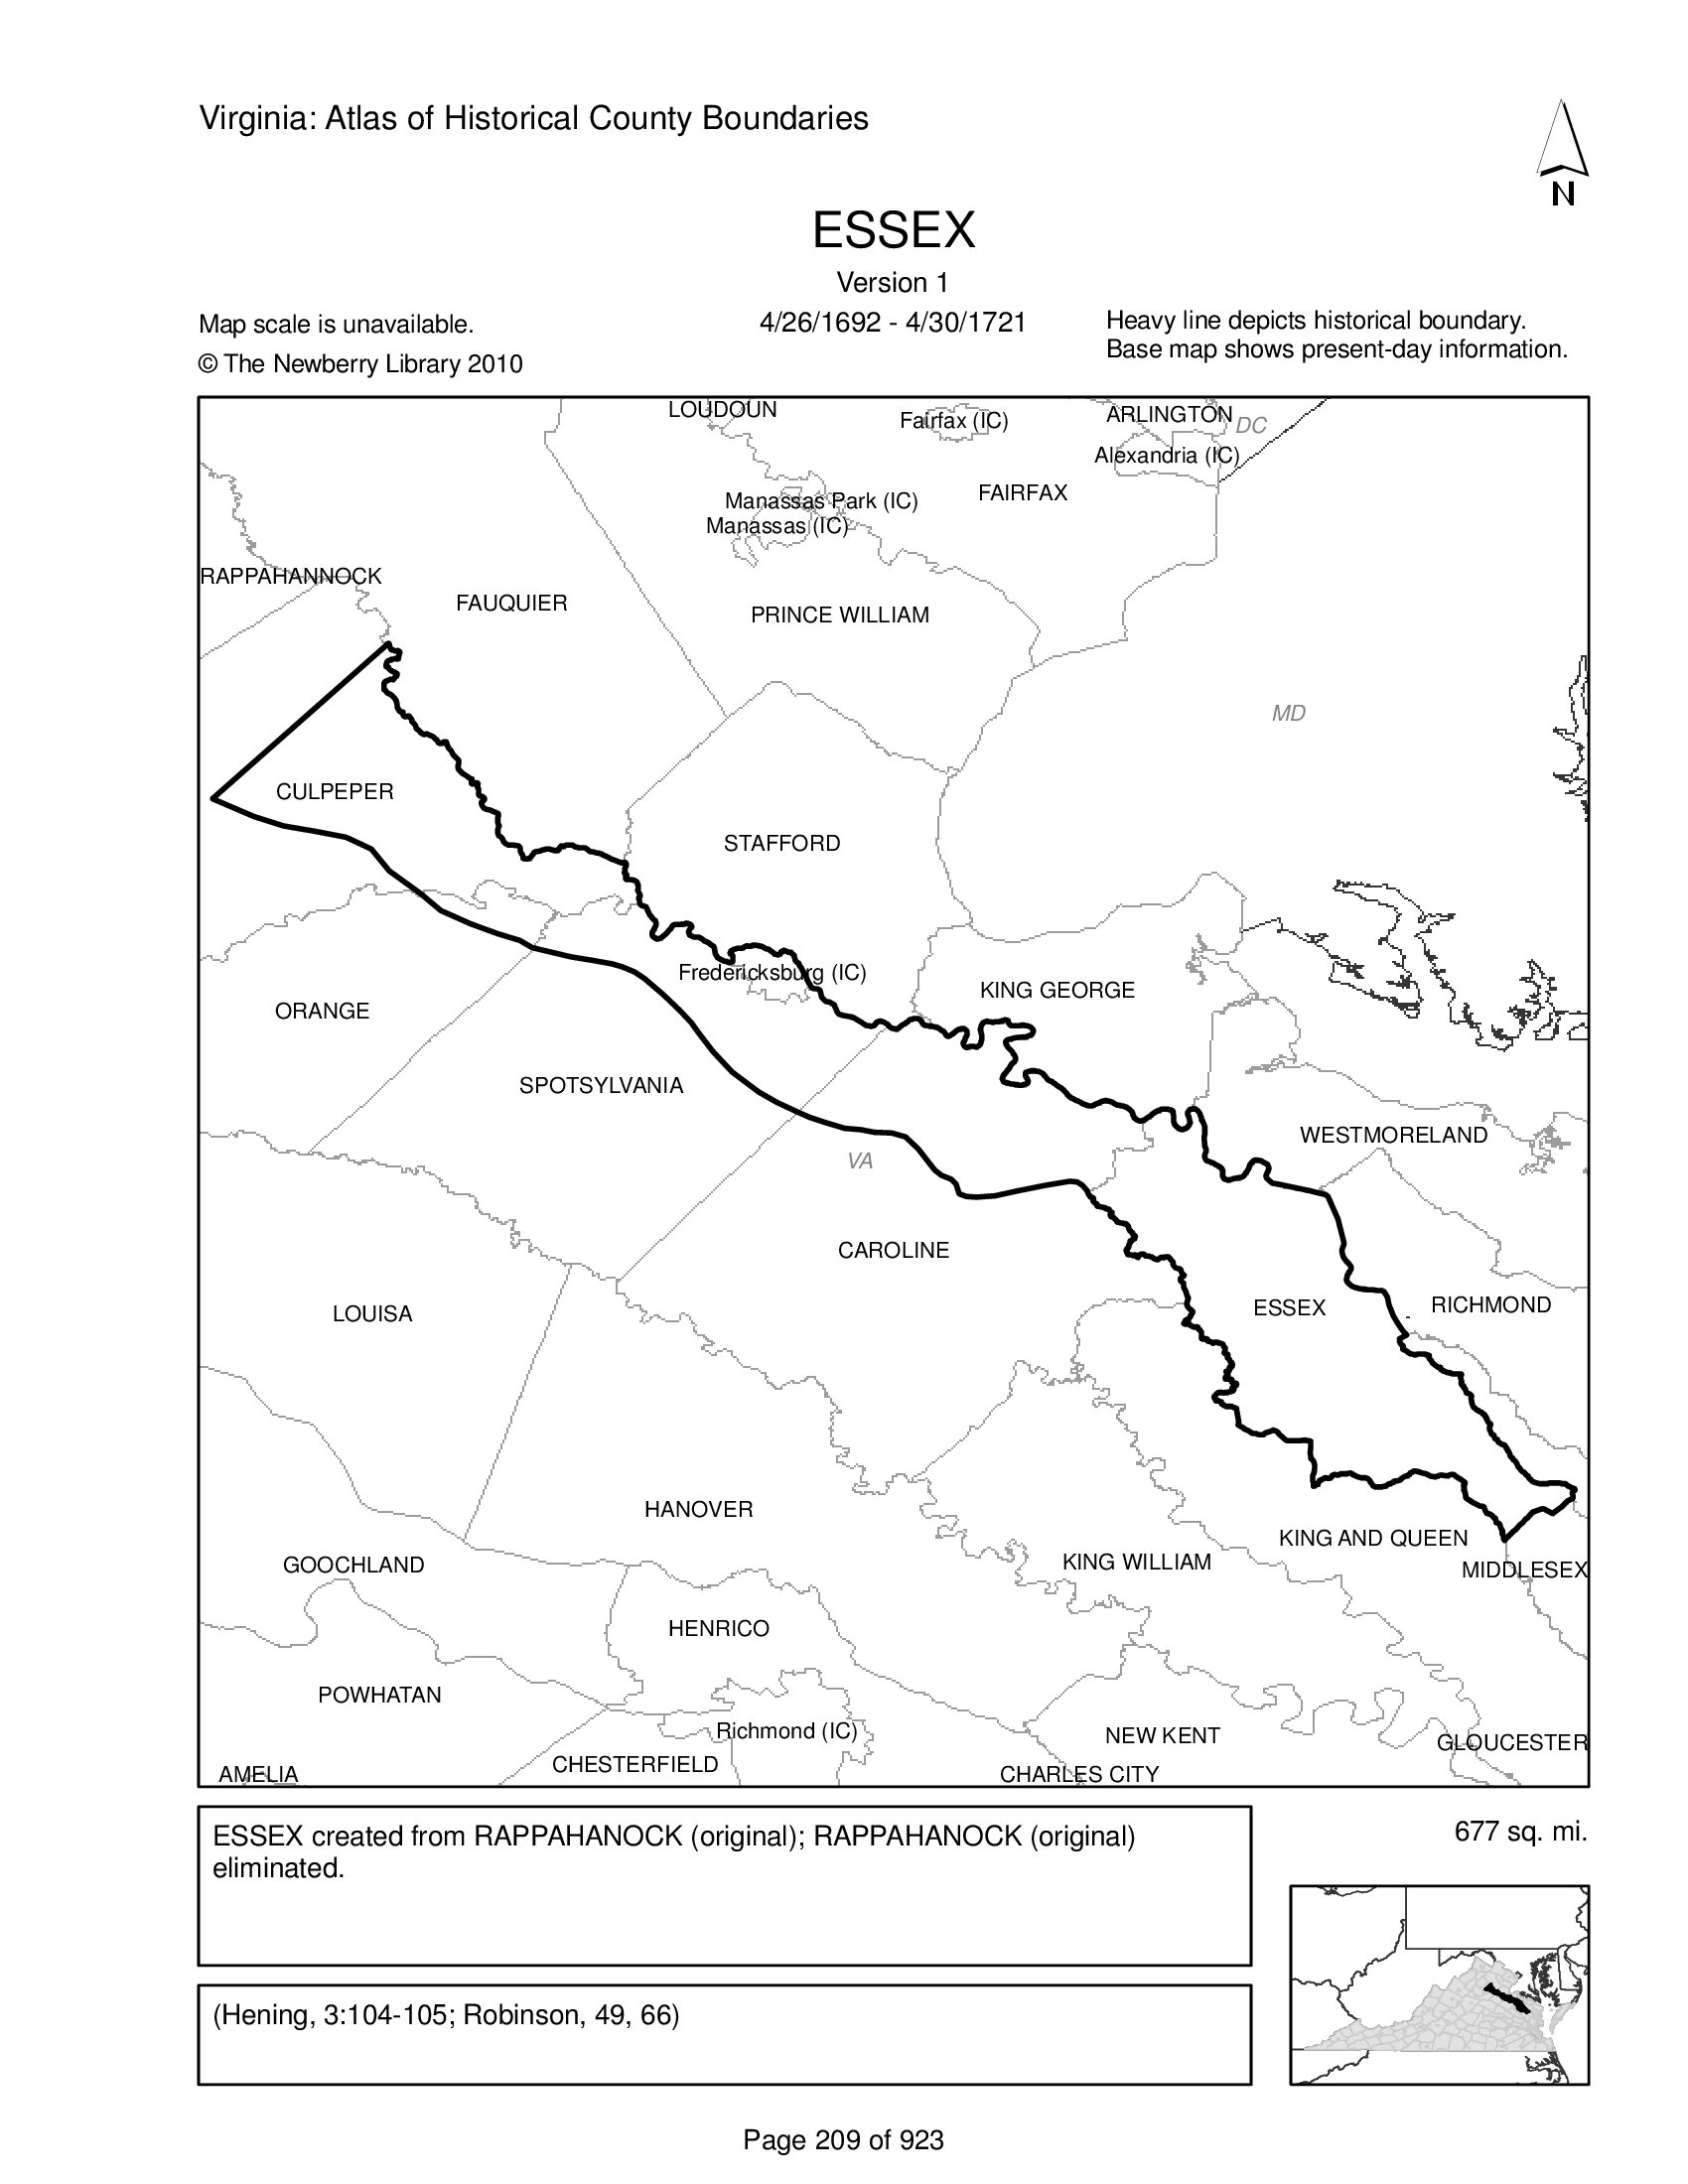 Virginia: Atlas of Historical County Boundaries
N
ESSEX
Version 1
Map scale is unavailable.
4/26/1692 - 4/30/1721
Heavy line depicts historical boundary.
© The Newberry Library 2010
Base map shows present-day information.
LOUDOUN
Fairfax (IC)
ARLINGTON
DC
Alexandria (IC)
FAIRFAX
Manassas Park (IC)
Manassas (IC)
RAPPAHANNOCK
FAUQUIER
PRINCE WILLIAM
MD
CULPEPER
STAFFORD
Fredericksburg (IC)
KING GEORGE
ORANGE
SPOTSYLVANIA
WESTMORELAND
VA
CAROLINE
ESSEX
RICHMOND
LOUISA
HANOVER
KING AND QUEEN
GOOCHLAND
KING WILLIAM
MIDDLESEX
HENRICO
POWHATAN
Richmond (IC)
NEW KENT
GLOUCESTER
CHESTERFIELD
AMELIA
CHARLES CITY
ESSEX created from RAPPAHANOCK (original); RAPPAHANOCK (original)
eliminated.
677 sq. mi.
(Hening, 3:104-105; Robinson, 49, 66)
Page 209 of 923